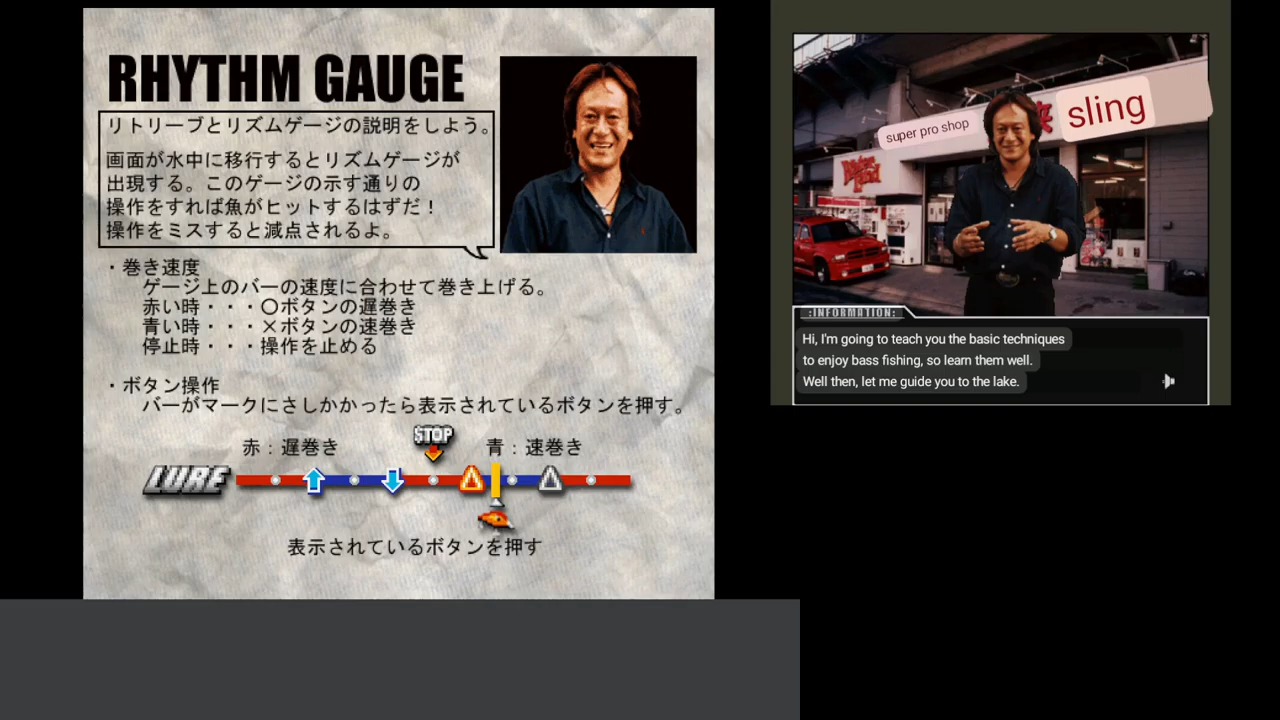 RHYTHM GAUGE
リトリーブとリズムゲージの説明をしよう。
画面が水中に移行するとリズムゲージが
出現する。このゲージの示す通りの
操作をすれば魚がヒットするはずだ！
操作をミスすると減点されるよ。
・巻き速度
ゲージ上のバーの速度に合わせて巻き上げる。
赤い時・・・〇ボタンの遅巻き
青い時・・・×ボタンの速巻き
停止時・・・操作を止める
・ボタン操作
バーがマークにさしかかったら表示されているボタンを押す。
赤：遅巻き
STOP
青：速巻き
LURE
表示されているボタンを押す
super pro shop
sling
:INFORMATION:
Hi, I'm going to teach you the basic techniques
to enjoy bass fishing, so learn them well.
Well then, let me guide you to the lake.